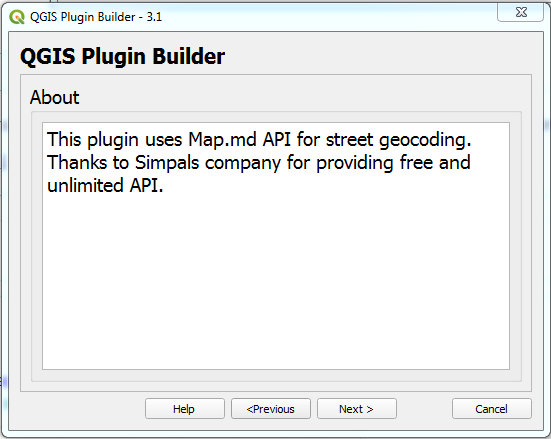 QGIS Plugin Builder - 3.1
QGIS Plugin Builder
About
This plugin uses Map.md API for street geocoding.
Thanks to Simpals company for providing free and
unlimited API.
Help
<Previous
Next >
Cancel